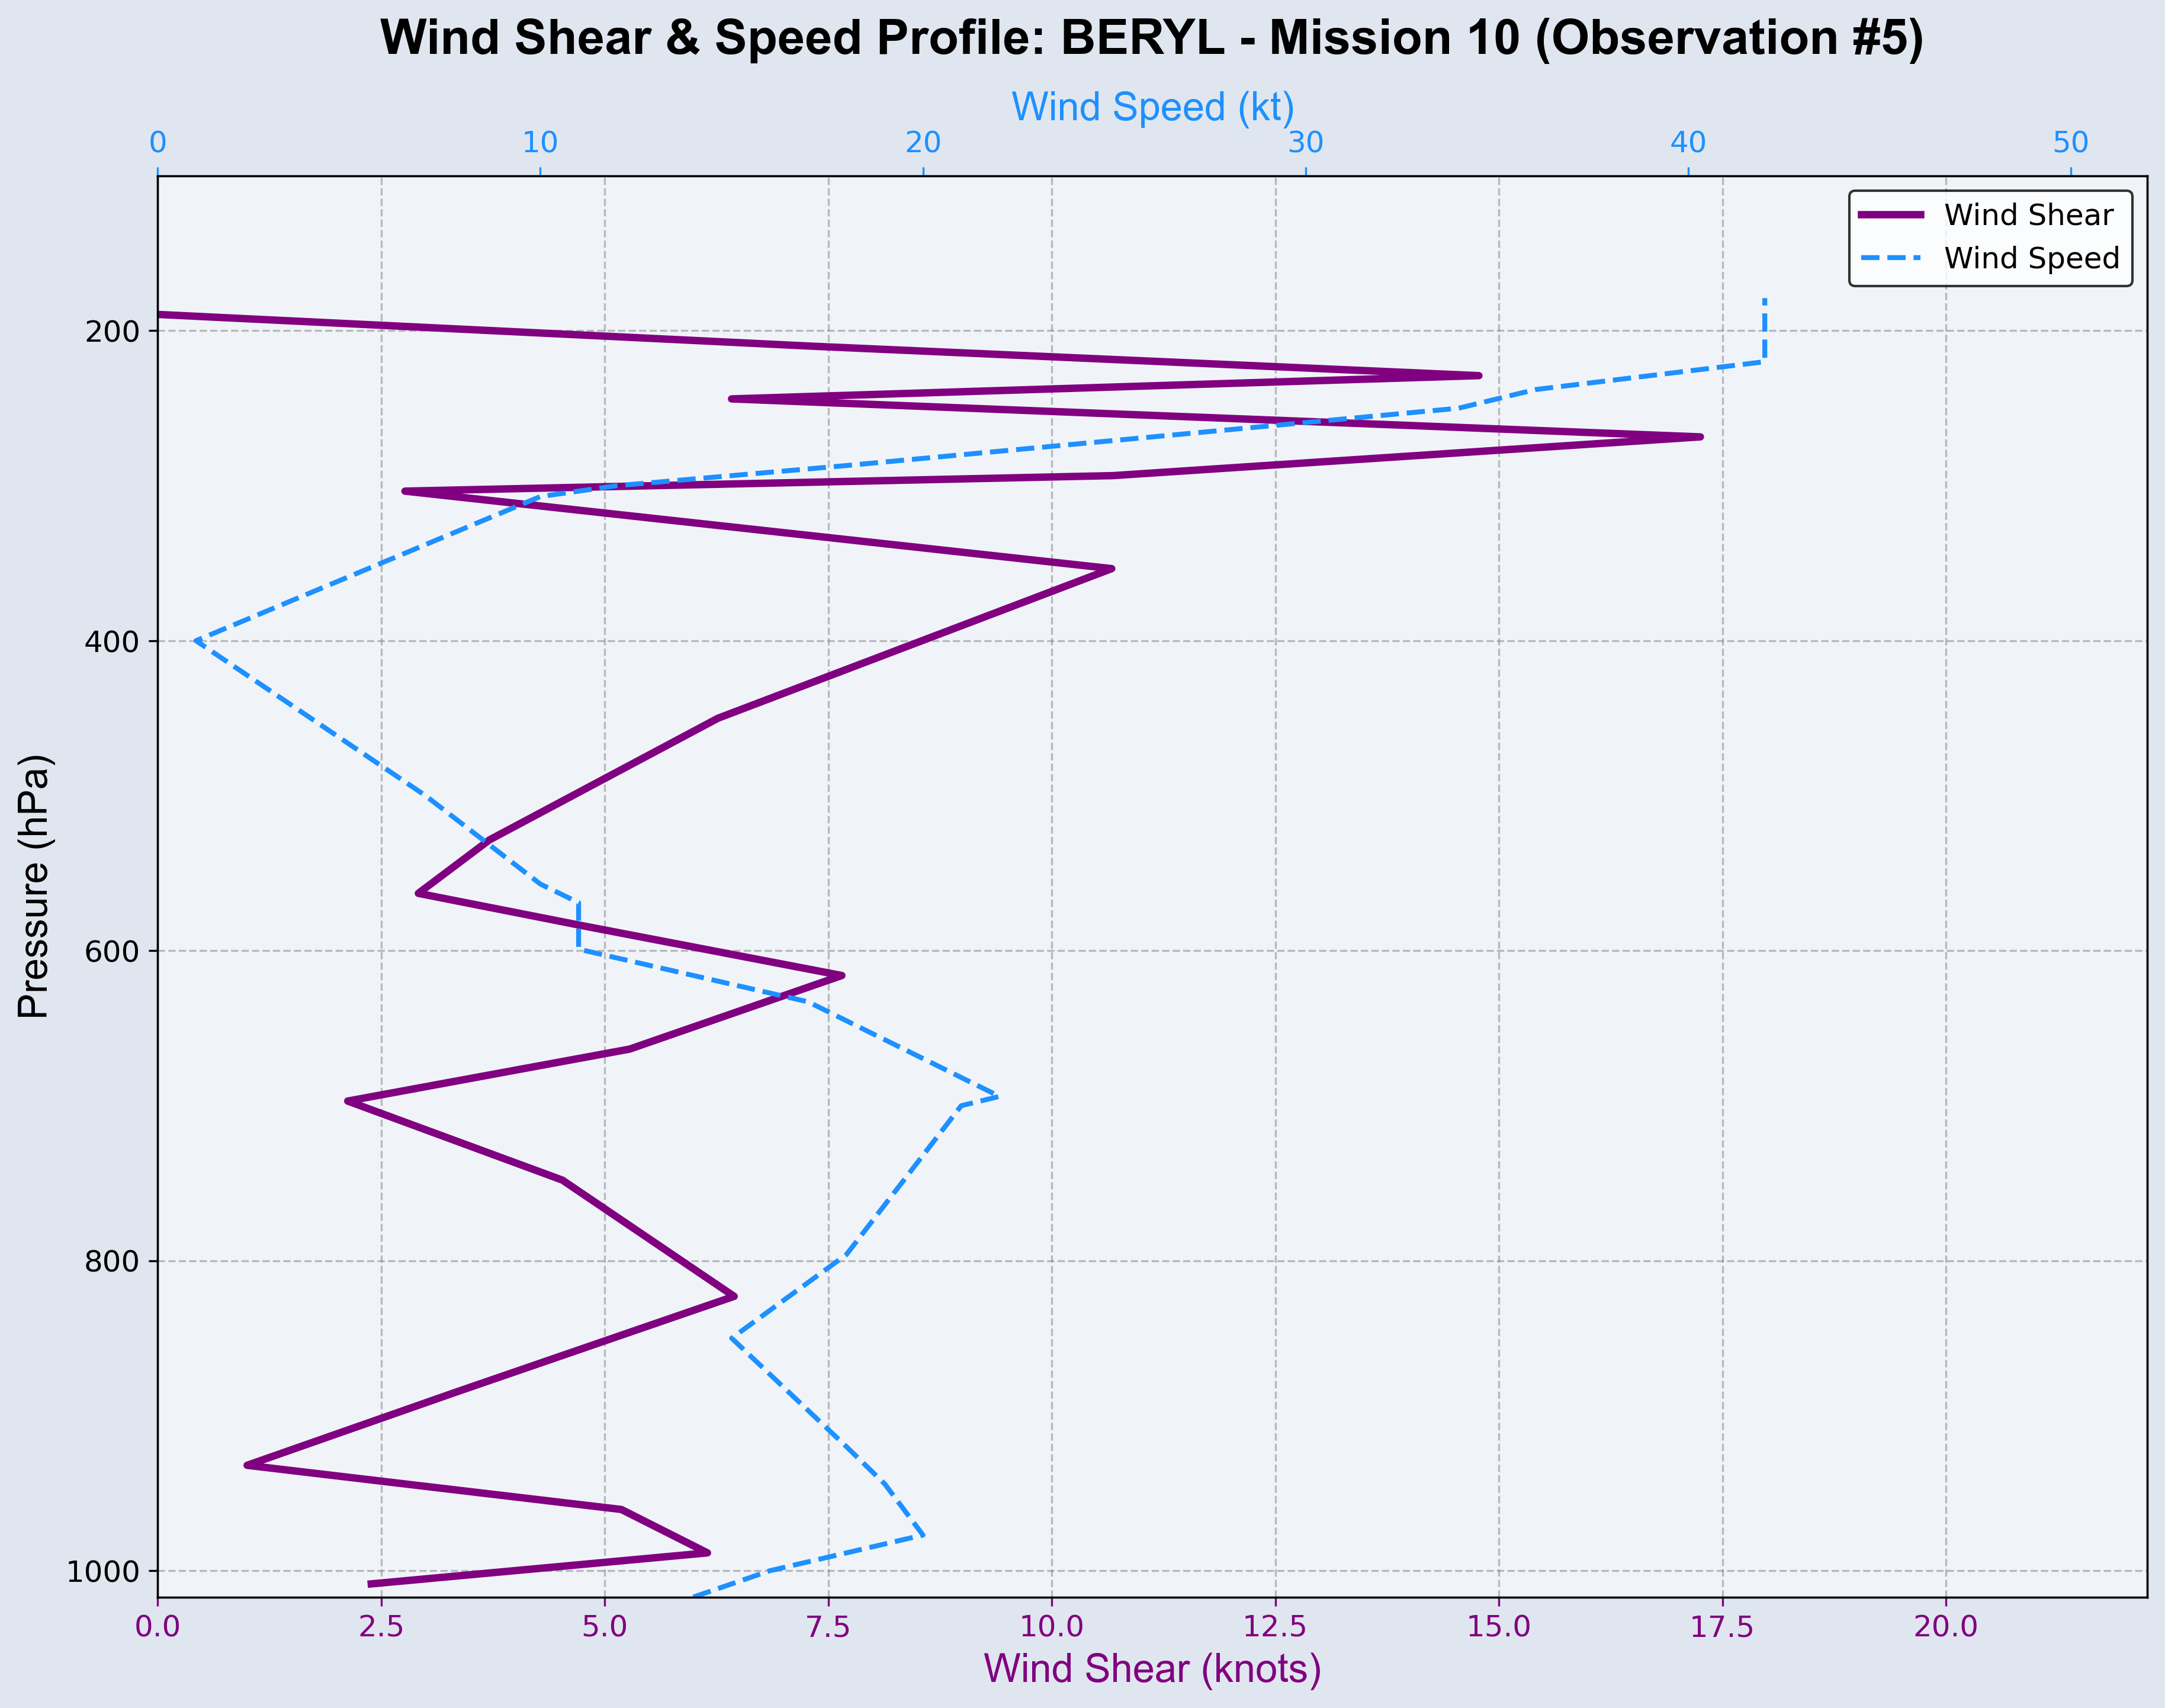 Wind Shear & Speed Profile: BERYL - Mission 10 (Observation #5)
Wind Speed (kt)
0 10 20 30 40 50
Wind Shear
Wind Speed
200
400
600
800
1000
Pressure (hPa)
0.0 2.5 5.0 7.5 10.0 12.5 15.0 17.5 20.0
Wind Shear (knots)